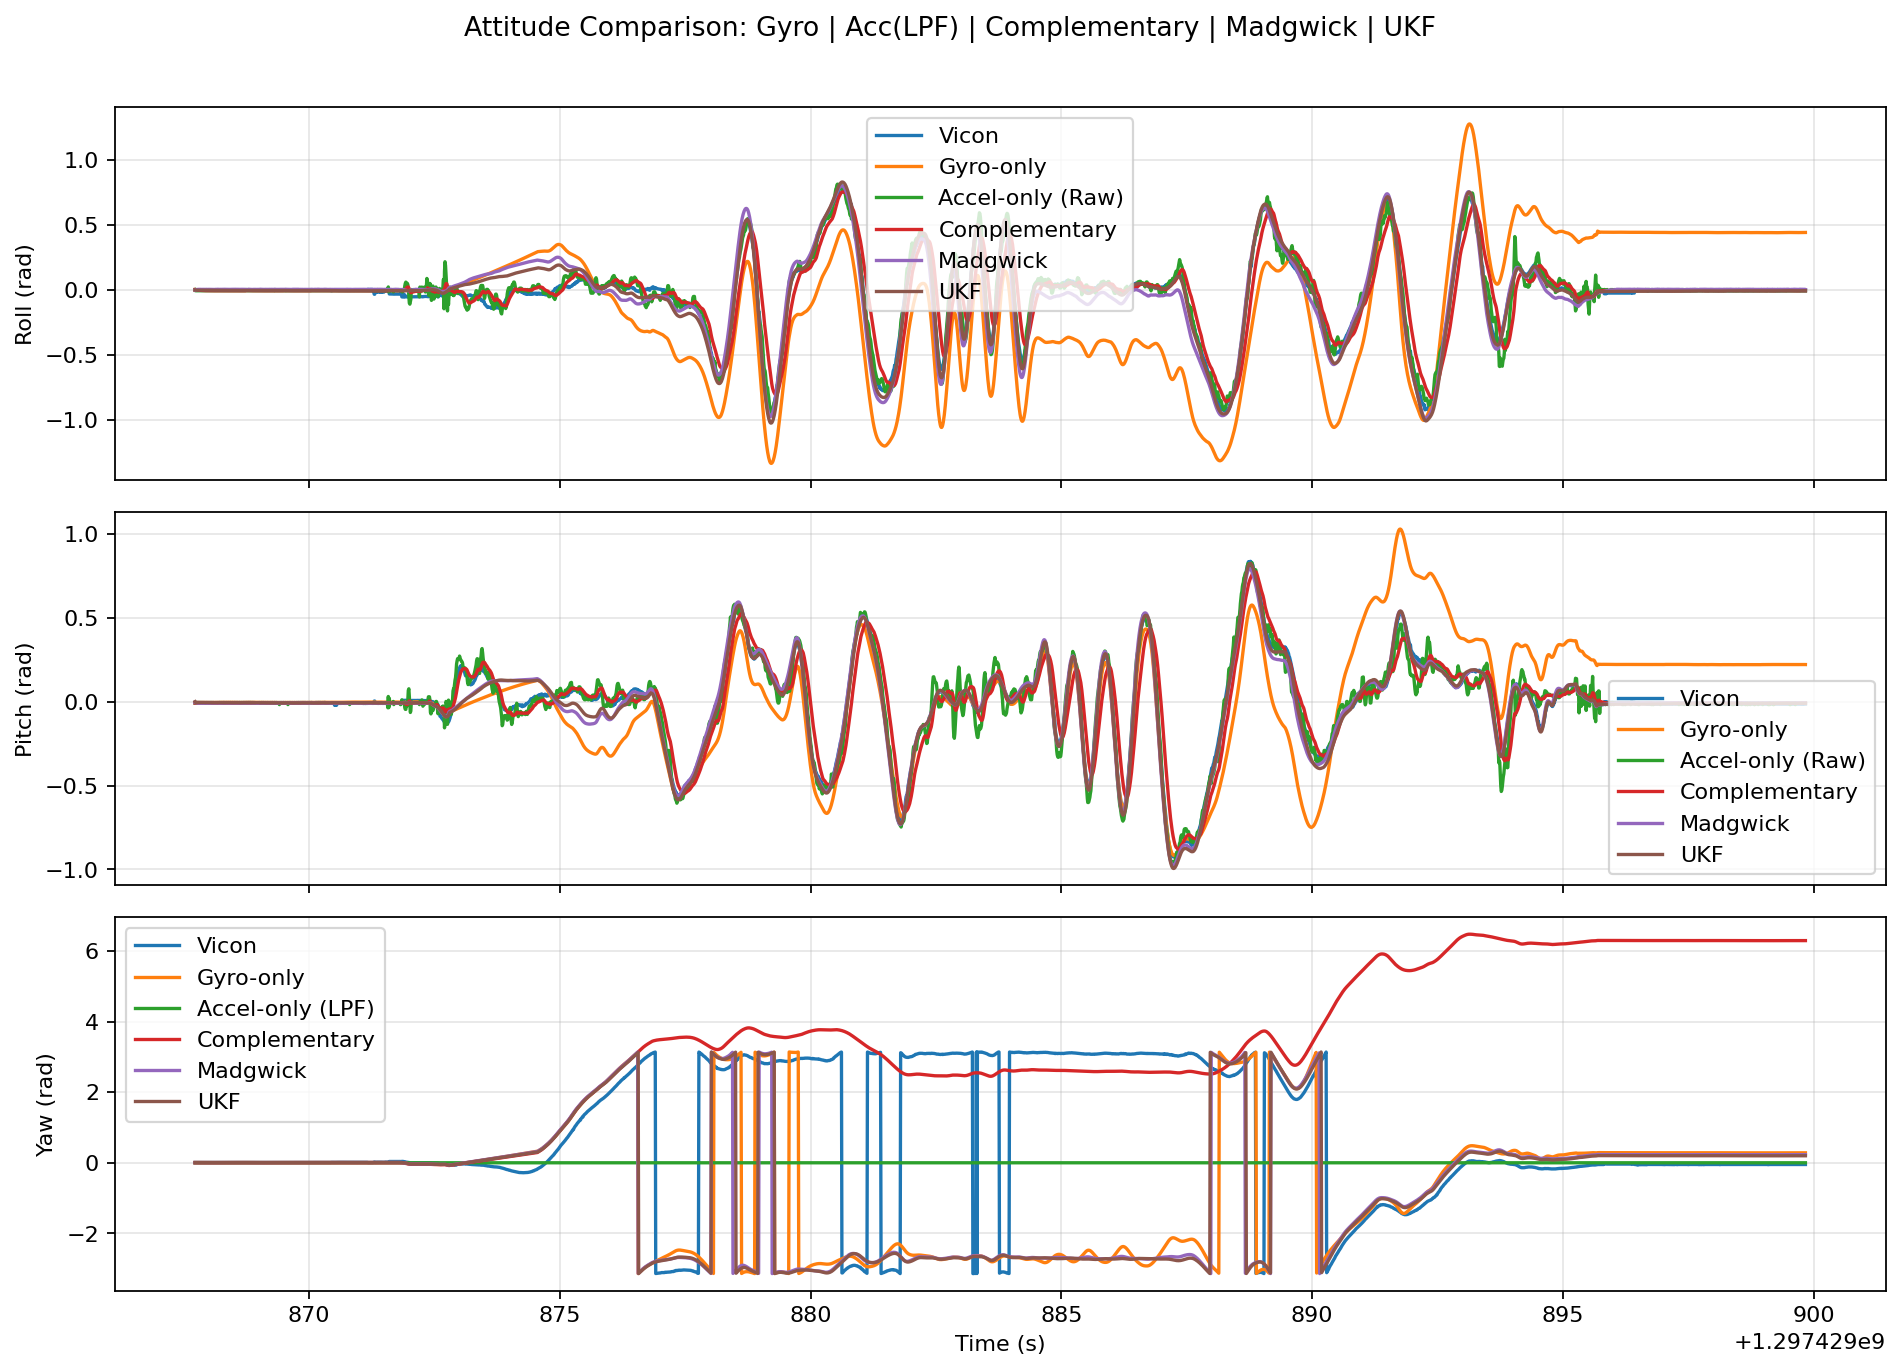 Attitude Comparison: Gyro | Acc(LPF) | Complementary | Madgwick | UKF
Roll (rad)
1.0
0.5
0.0
−0.5
−1.0
Vicon
Gyro-only
Accel-only (Raw)
Complementary
Madgwick
UKF
Pitch (rad)
1.0
0.5
0.0
−0.5
−1.0
Vicon
Gyro-only
Accel-only (Raw)
Complementary
Madgwick
UKF
Yaw (rad)
6
4
2
0
−2
Vicon
Gyro-only
Accel-only (LPF)
Complementary
Madgwick
UKF
870 875 880 885 890 895 900
Time (s)
+1.297429e9